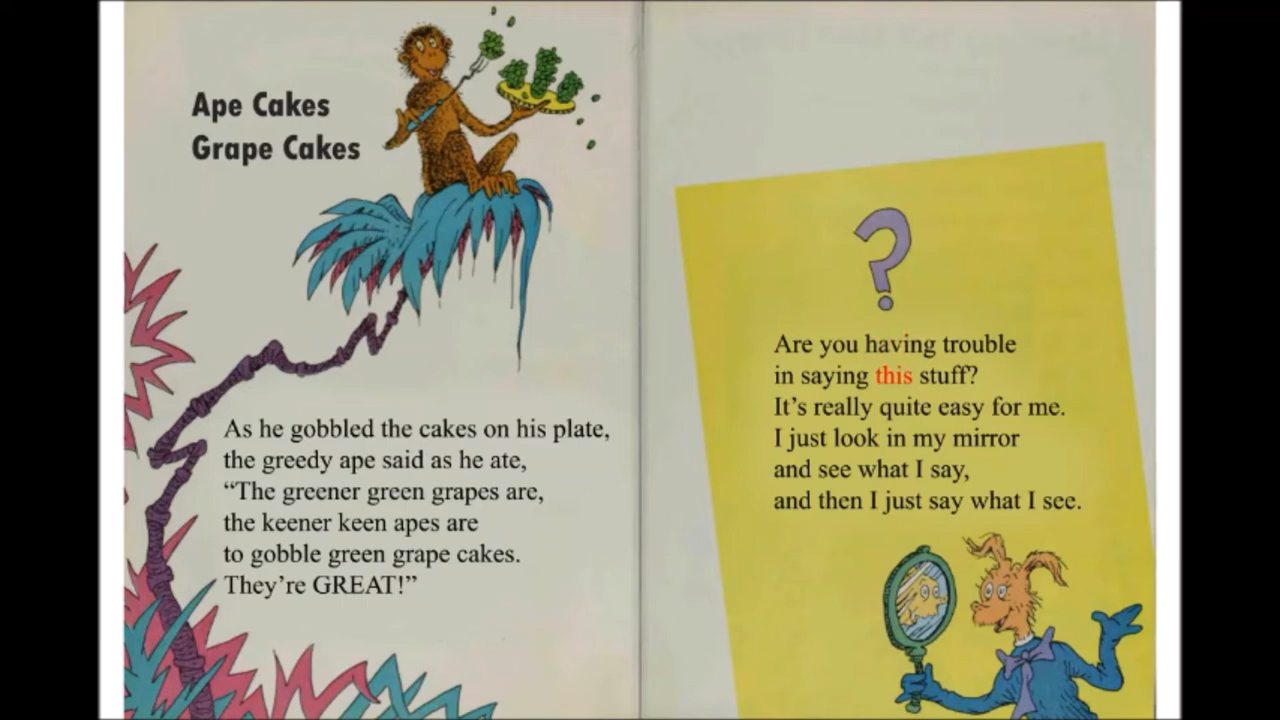 Ape Cakes
Grape Cakes
As he gobbled the cakes on his plate,
the greedy ape said as he ate,
“The greener green grapes are,
the keener keen apes are
to gobble green grape cakes.
They’re GREAT!”
?
Are you having trouble
in saying this stuff?
It’s really quite easy for me.
I just look in my mirror
and see what I say,
and then I just say what I see.